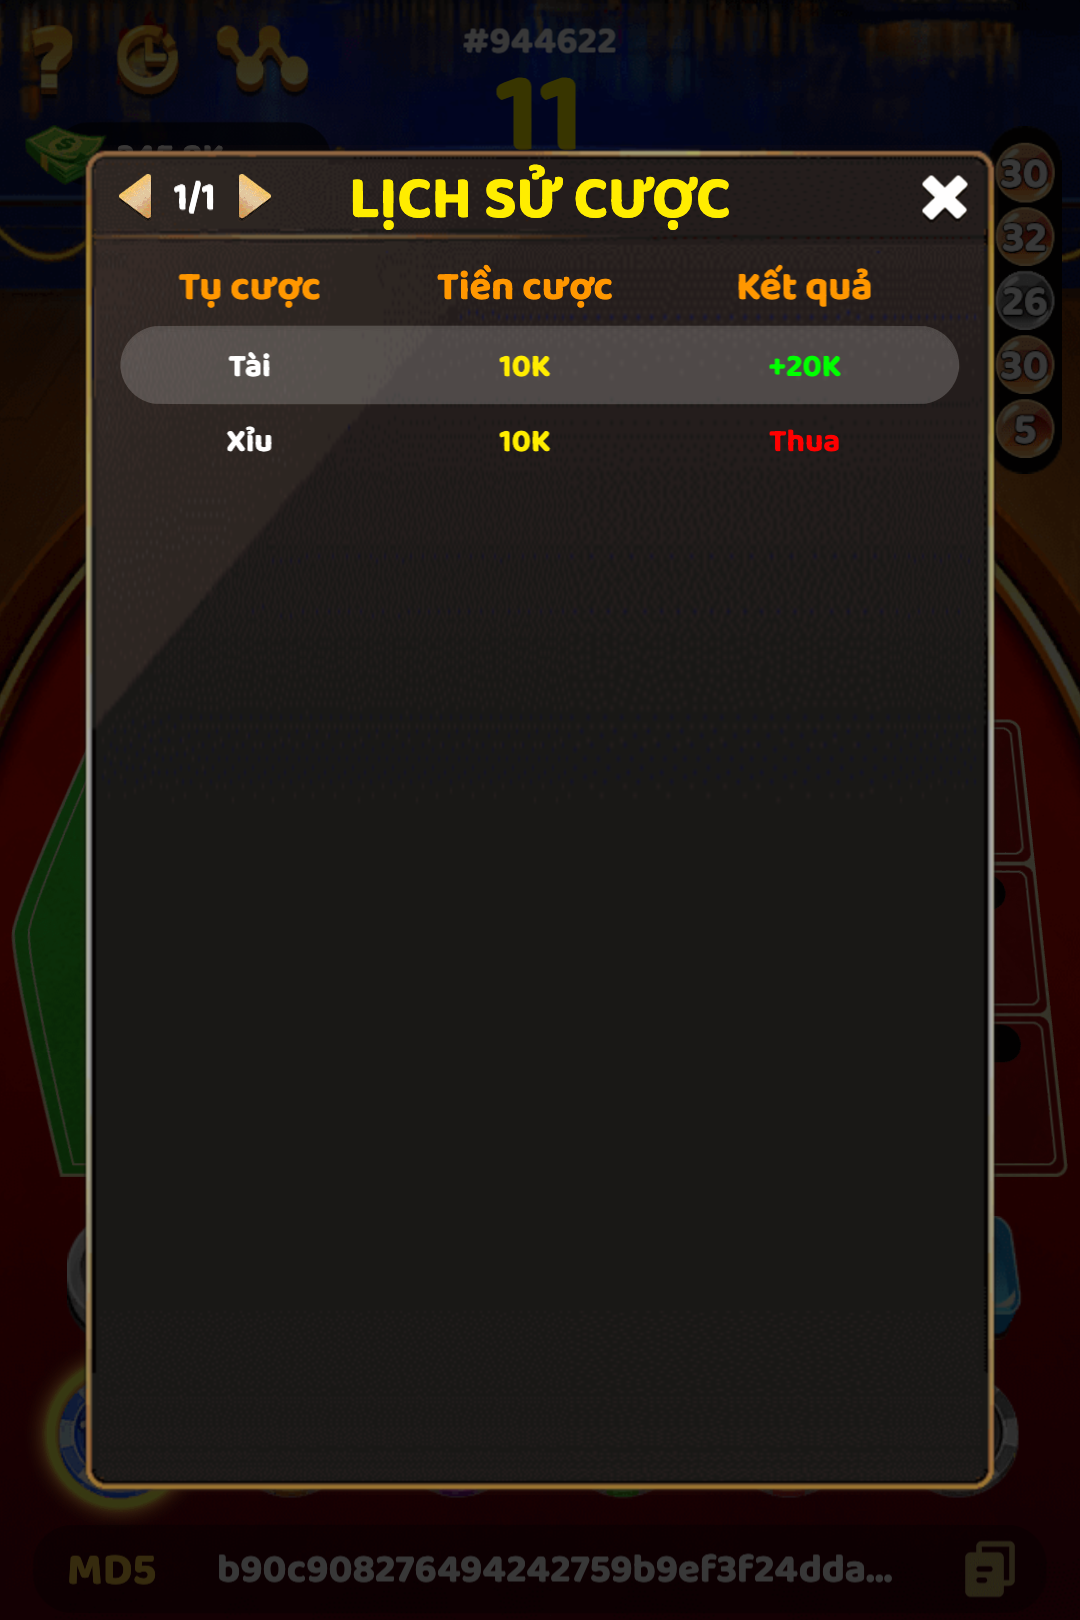 #944622
11
1/1
LỊCH SỬ CƯỢC
Tụ cược Tiền cược Kết quả
Tài 10K +20K
Xỉu 10K Thua
30
32
26
30
5
MD5 b90c908276494242759b9ef3f24dda...